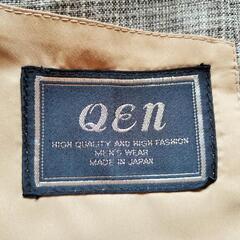 QEn
HIGH QUALITY AND HIGH FASHION
MEN'S WEAR
MADE IN JAPAN